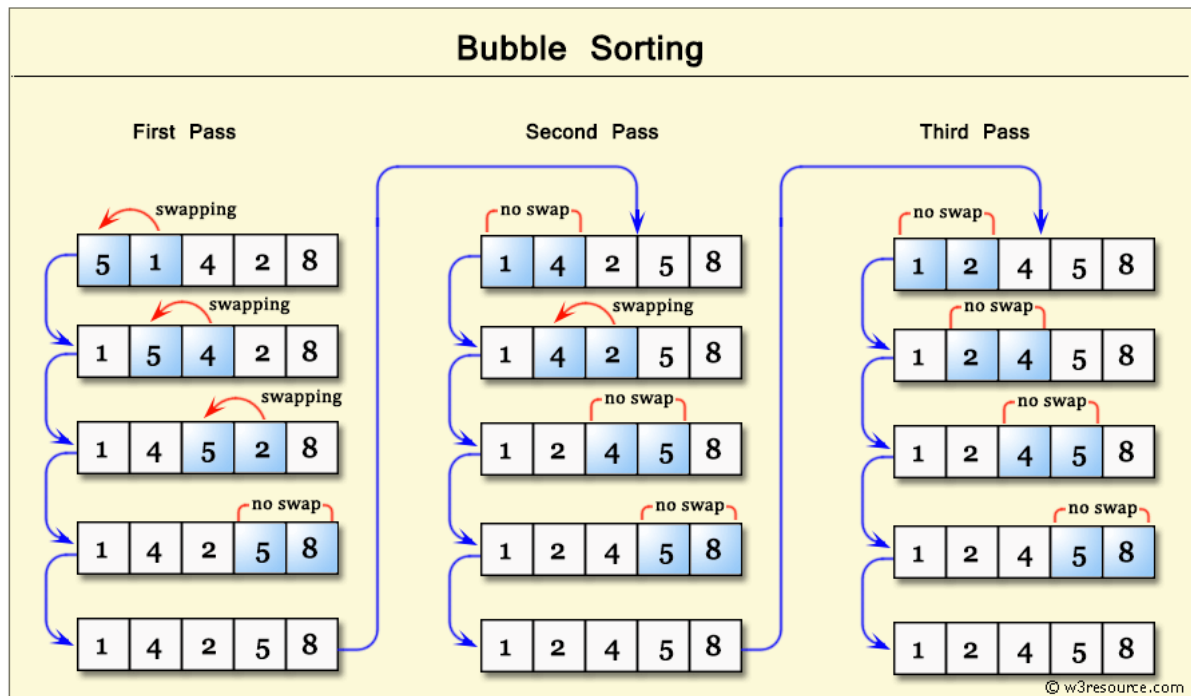 Bubble Sorting
First Pass
swapping
5 1 4 2 8
swapping
1 5 4 2 8
swapping
1 4 5 2 8
no swap
1 4 2 5 8
1 4 2 5 8
Second Pass
no swap
1 4 2 5 8
swapping
1 4 2 5 8
no swap
1 2 4 5 8
no swap
1 2 4 5 8
1 2 4 5 8
Third Pass
no swap
1 2 4 5 8
no swap
1 2 4 5 8
no swap
1 2 4 5 8
no swap
1 2 4 5 8
1 2 4 5 8
© w3resource.com